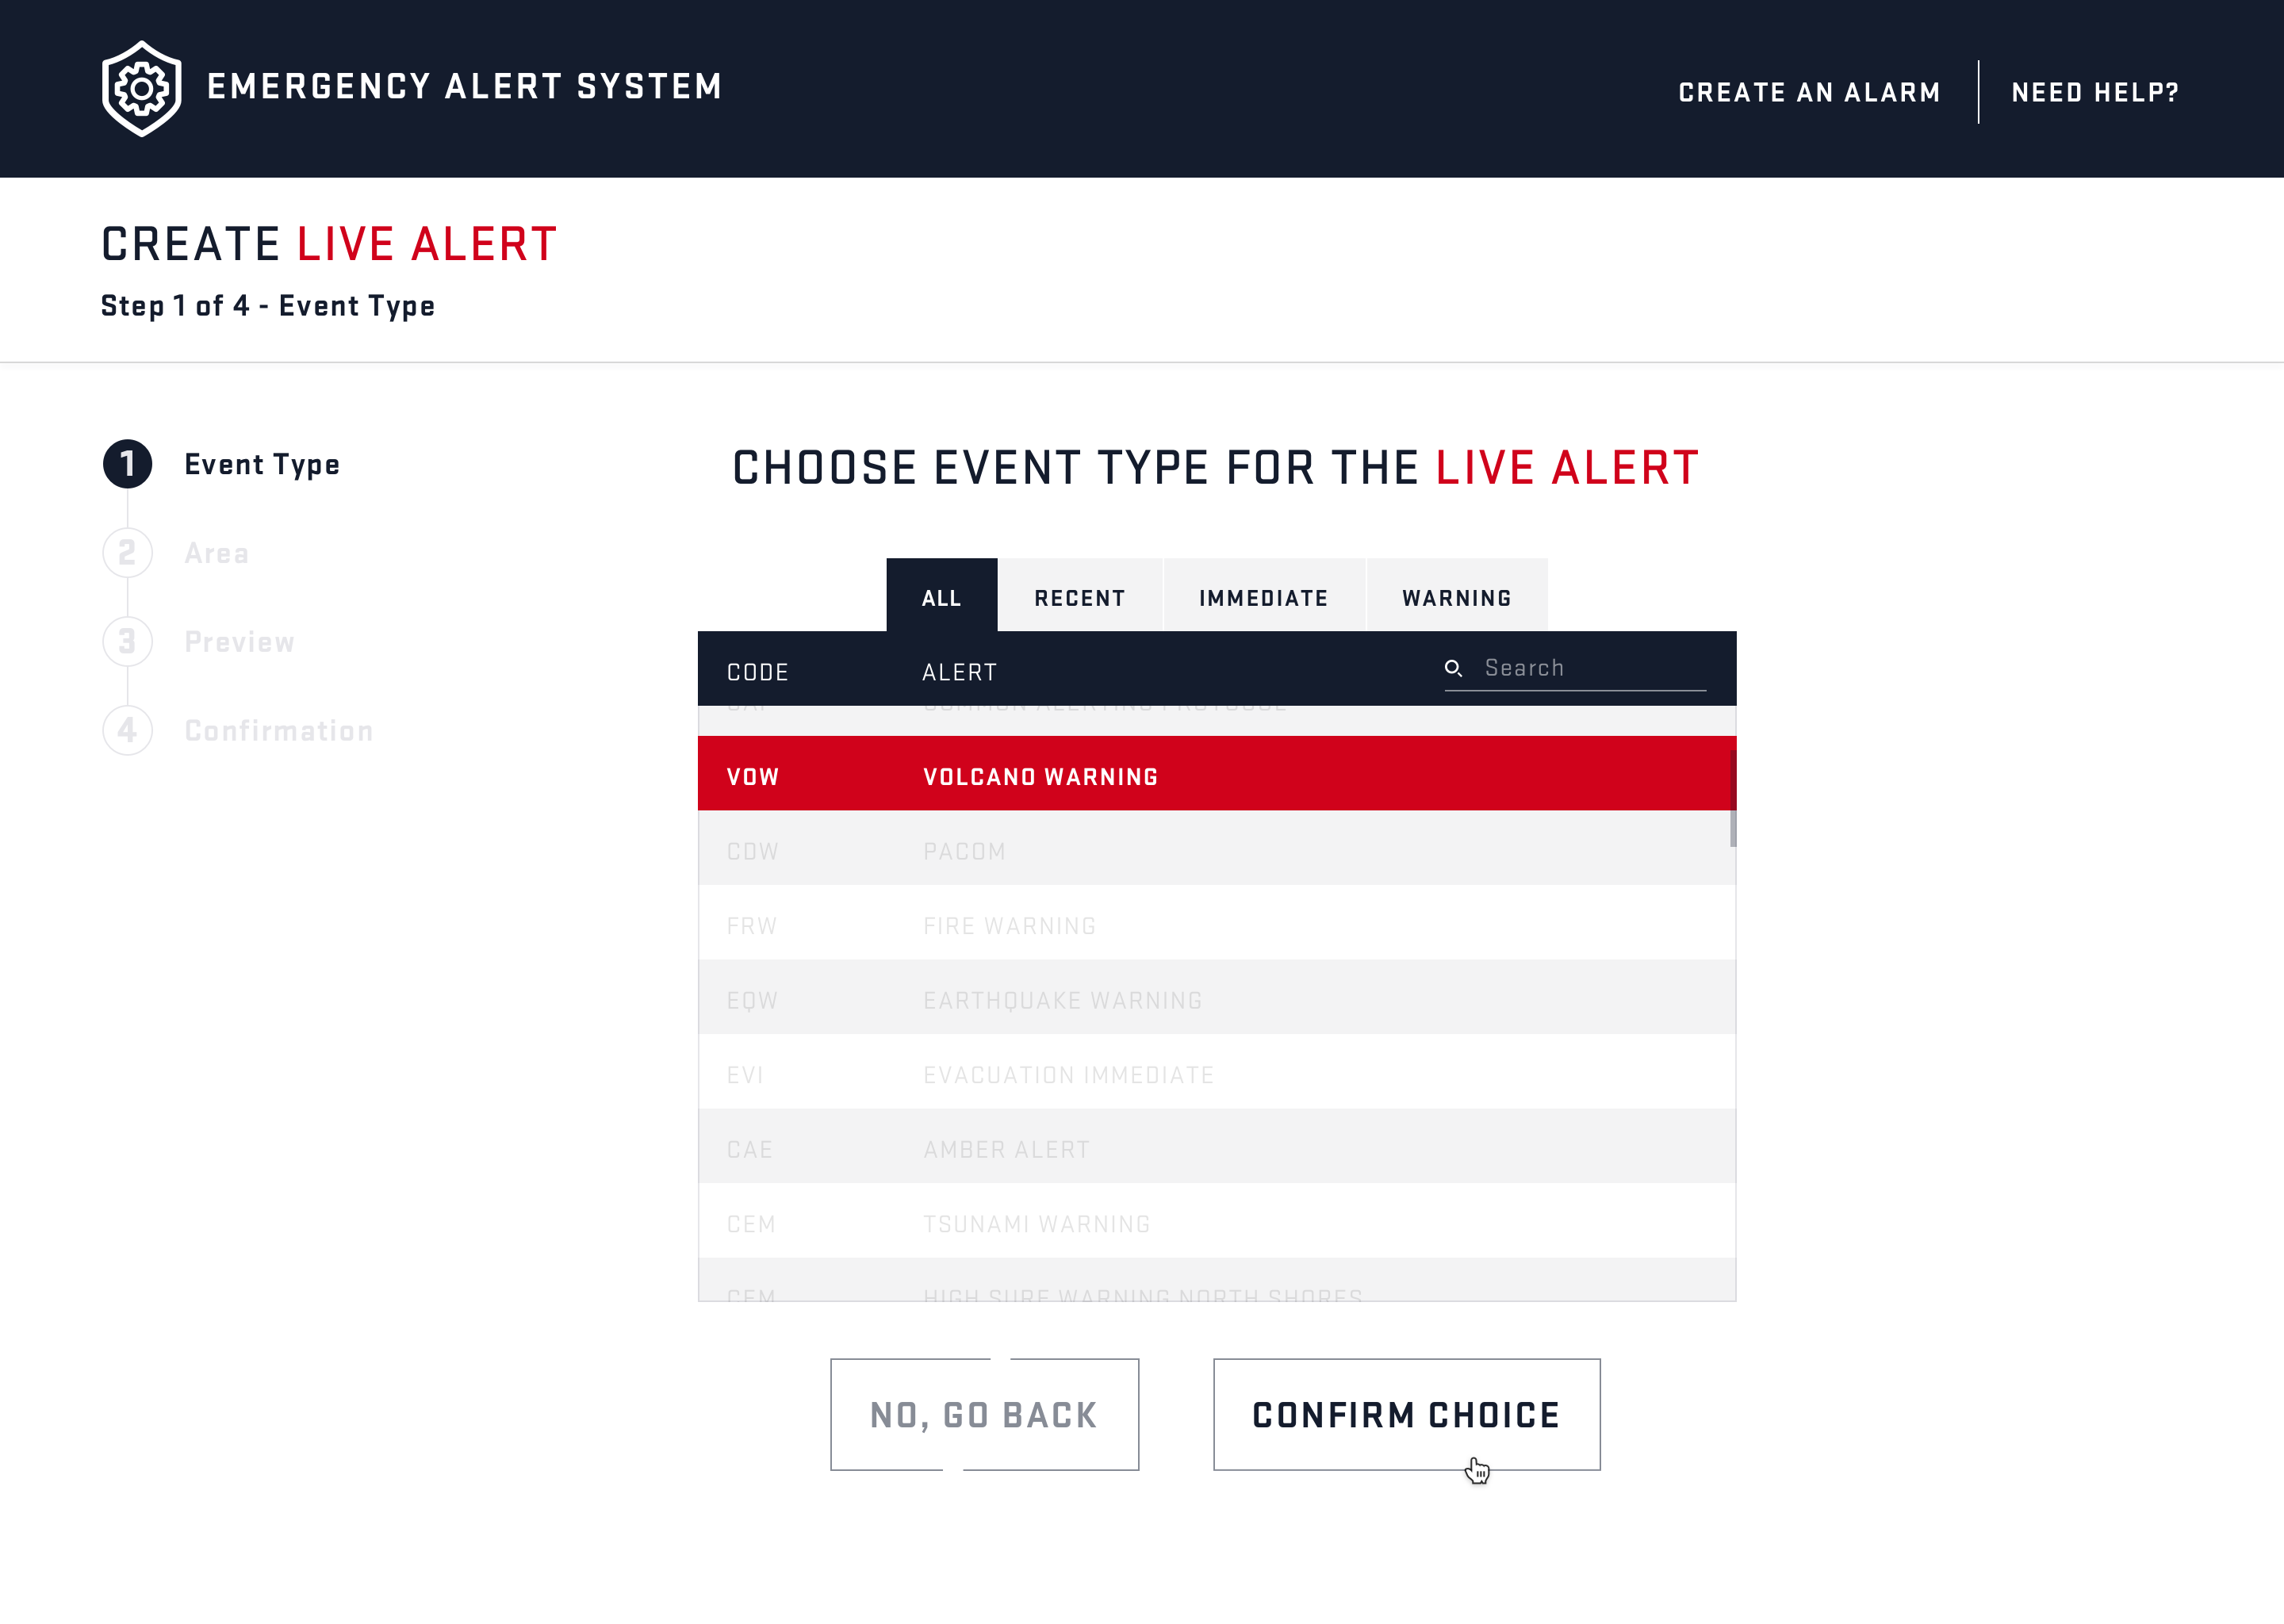 EMERGENCY ALERT SYSTEM
CREATE AN ALARM
NEED HELP?
CREATE LIVE ALERT
Step 1 of 4 - Event Type
1 Event Type
2 Area
3 Preview
4 Confirmation
CHOOSE EVENT TYPE FOR THE LIVE ALERT
ALL RECENT IMMEDIATE WARNING
CODE ALERT Search
COMMON ALERTING PROTOCOL
VOW VOLCANO WARNING
CDW PACOM
FRW FIRE WARNING
EQW EARTHQUAKE WARNING
EVI EVACUATION IMMEDIATE
CAE AMBER ALERT
CEM TSUNAMI WARNING
CEM HIGH SURF WARNING NORTH SHORES
NO, GO BACK
CONFIRM CHOICE